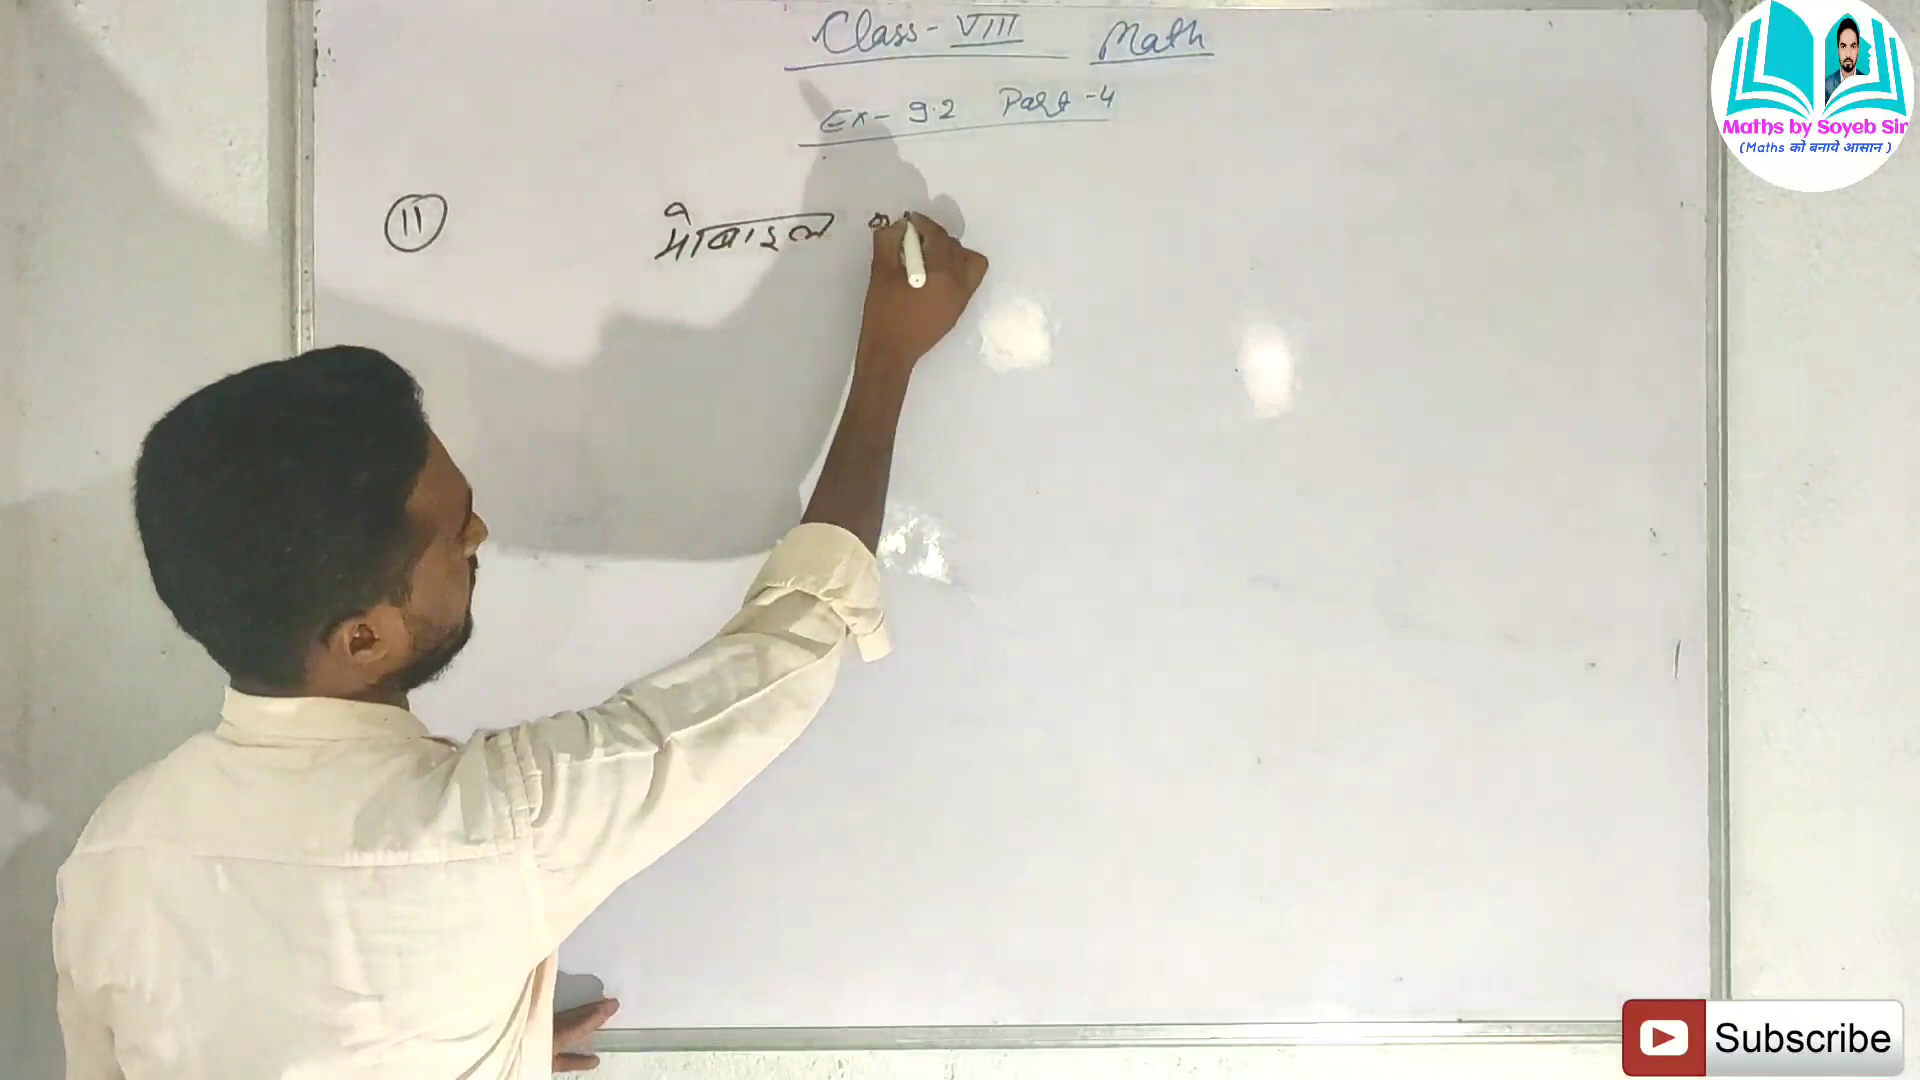 Class - VIII Math
Ex - 9.2 Part - 4
11 मोबाइल
Maths by Soyeb Sir
(Maths को बनाये आसान)
Subscribe